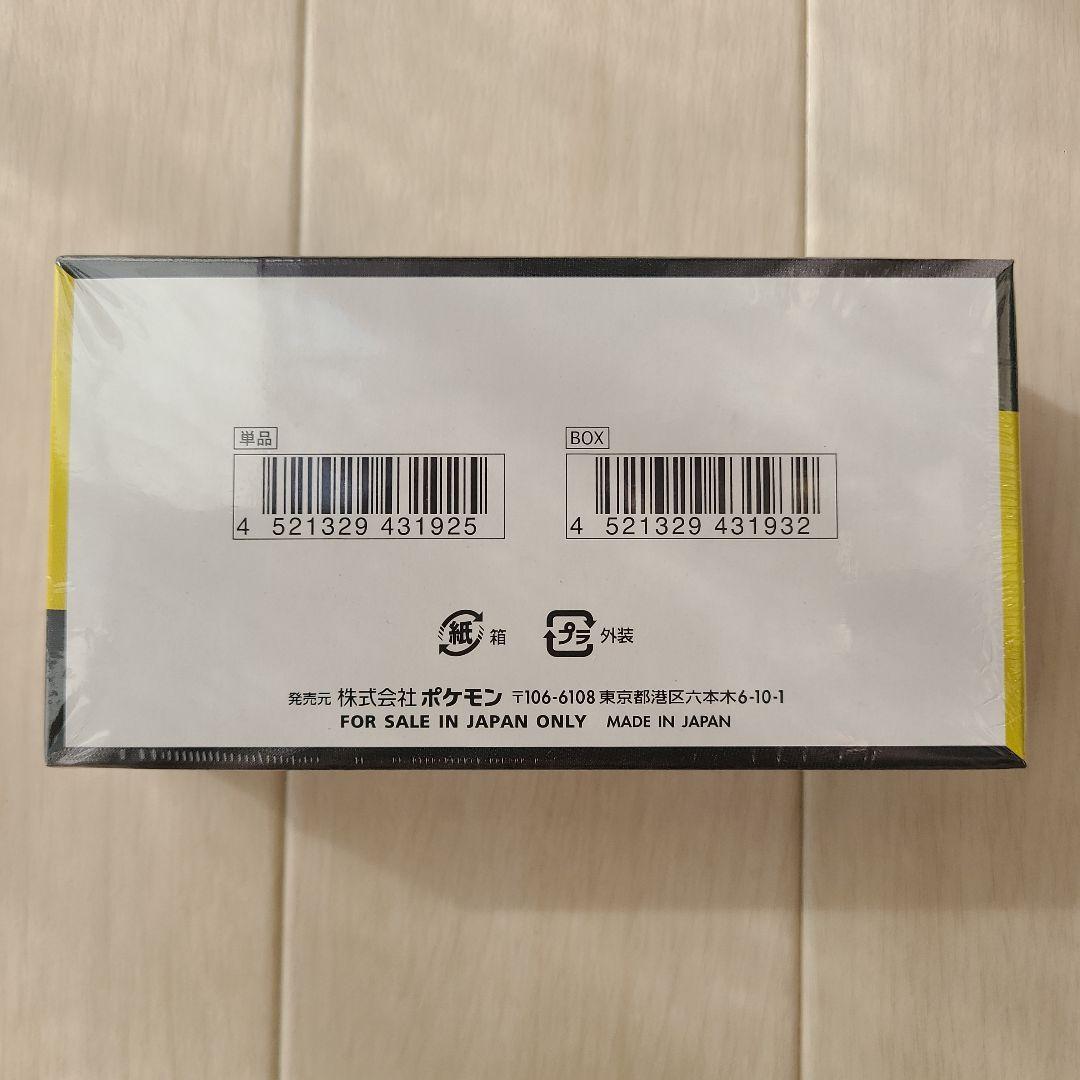 単品
4 521329 431925
BOX
4 521329 431932
紙 箱
プラ 外装
発売元 株式会社ポケモン 〒106-6108 東京都港区六本木6-10-1
FOR SALE IN JAPAN ONLY MADE IN JAPAN